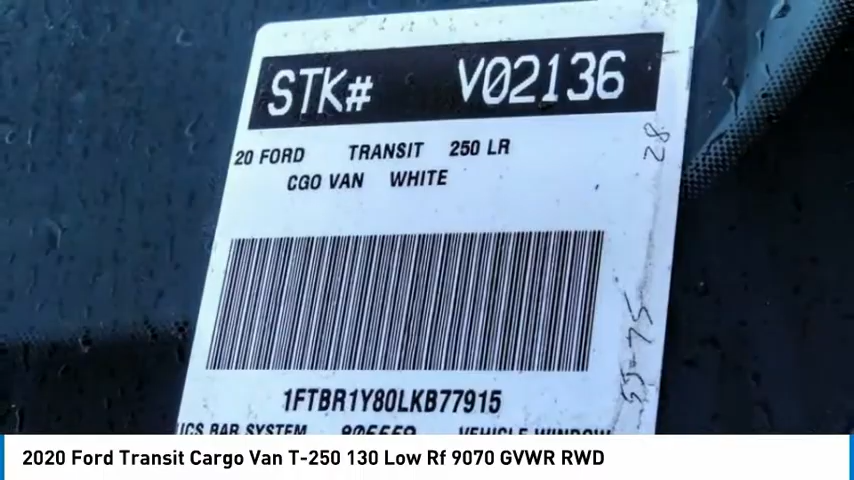 STK# V02136
20 FORD TRANSIT 250 LR
CGO VAN WHITE
28
1FTBR1Y80LKB77915
BAR SYSTEM VEHICLE WINDOW
2020 Ford Transit Cargo Van T-250 130 Low Rf 9070 GVWR RWD